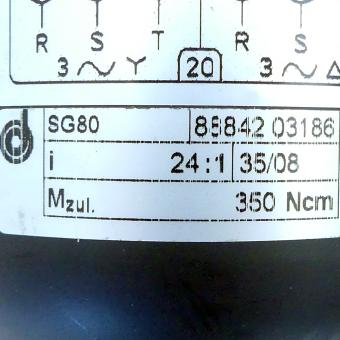 R S T R S
3 ~ Y 20 3 ~ Δ
SG80 85842 03186
i 24:1 35/08
Mzul. 350 Ncm